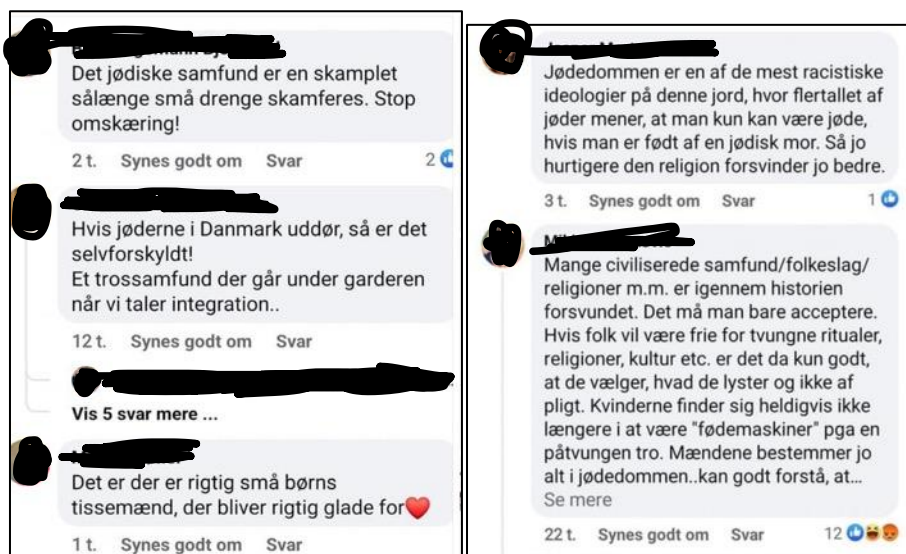 Det jødiske samfund er en skamplet
sålænge små drenge skamferes. Stop
omskæring!
2 t. Synes godt om Svar 2
Hvis jøderne i Danmark uddør, så er det
selvforskyldt!
Et trossamfund der går under garderen
når vi taler integration..
12 t. Synes godt om Svar
Vis 5 svar mere ...
Det er der er rigtig små børns
tissemænd, der bliver rigtig glade for❤️
1 t. Synes godt om Svar
Jødedommen er en af de mest racistiske
ideologier på denne jord, hvor flertallet af
jøder mener, at man kun kan være jøde,
hvis man er født af en jødisk mor. Så jo
hurtigere den religion forsvinder jo bedre.
3 t. Synes godt om Svar 1
Mange civiliserede samfund/folkeslag/
religioner m.m. er igennem historien
forsvundet. Det må man bare acceptere.
Hvis folk vil være frie for tvungne ritualer,
religioner, kultur etc. er det da kun godt,
at de vælger, hvad de lyster og ikke af
pligt. Kvinderne finder sig heldigvis ikke
længere i at være "fødemaskiner" pga en
påtvungen tro. Mændene bestemmer jo
alt i jødedommen..kan godt forstå, at...
Se mere
22 t. Synes godt om Svar 12